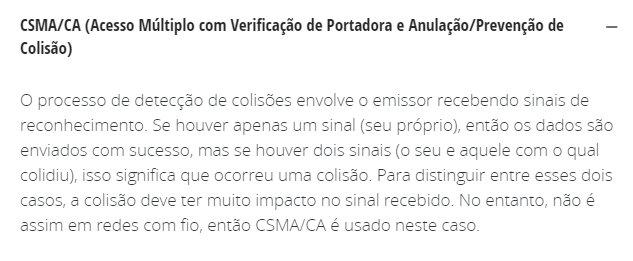 CSMA/CA (Acesso Múltiplo com Verificação de Portadora e Anulação/Prevenção de
Colisão)
O processo de detecção de colisões envolve o emissor recebendo sinais de
reconhecimento. Se houver apenas um sinal (seu próprio), então os dados são
enviados com sucesso, mas se houver dois sinais (o seu e aquele com o qual
colidiu), isso significa que ocorreu uma colisão. Para distinguir entre esses dois
casos, a colisão deve ter muito impacto no sinal recebido. No entanto, não é
assim em redes com fio, então CSMA/CA é usado neste caso.